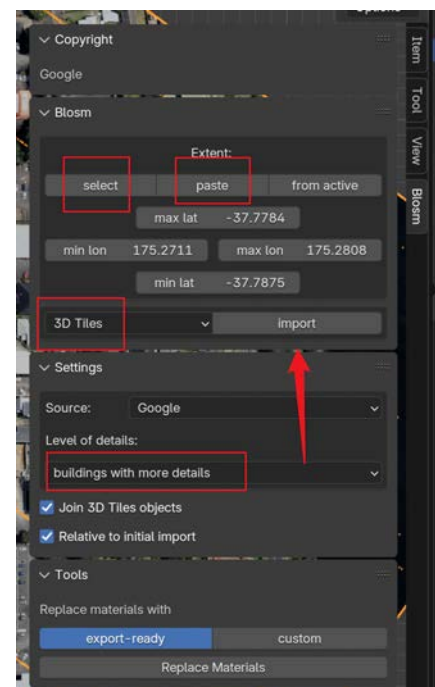 Options
Copyright
Google
Blosm
Extent:
select paste from active
max lat -37.7784
min lon 175.2711 max lon 175.2808
min lat -37.7875
3D Tiles import
Settings
Source: Google
Level of details:
buildings with more details
Join 3D Tiles objects
Relative to initial import
Tools
Replace materials with
export-ready custom
Replace Materials
Item
Tool
View
Blosm